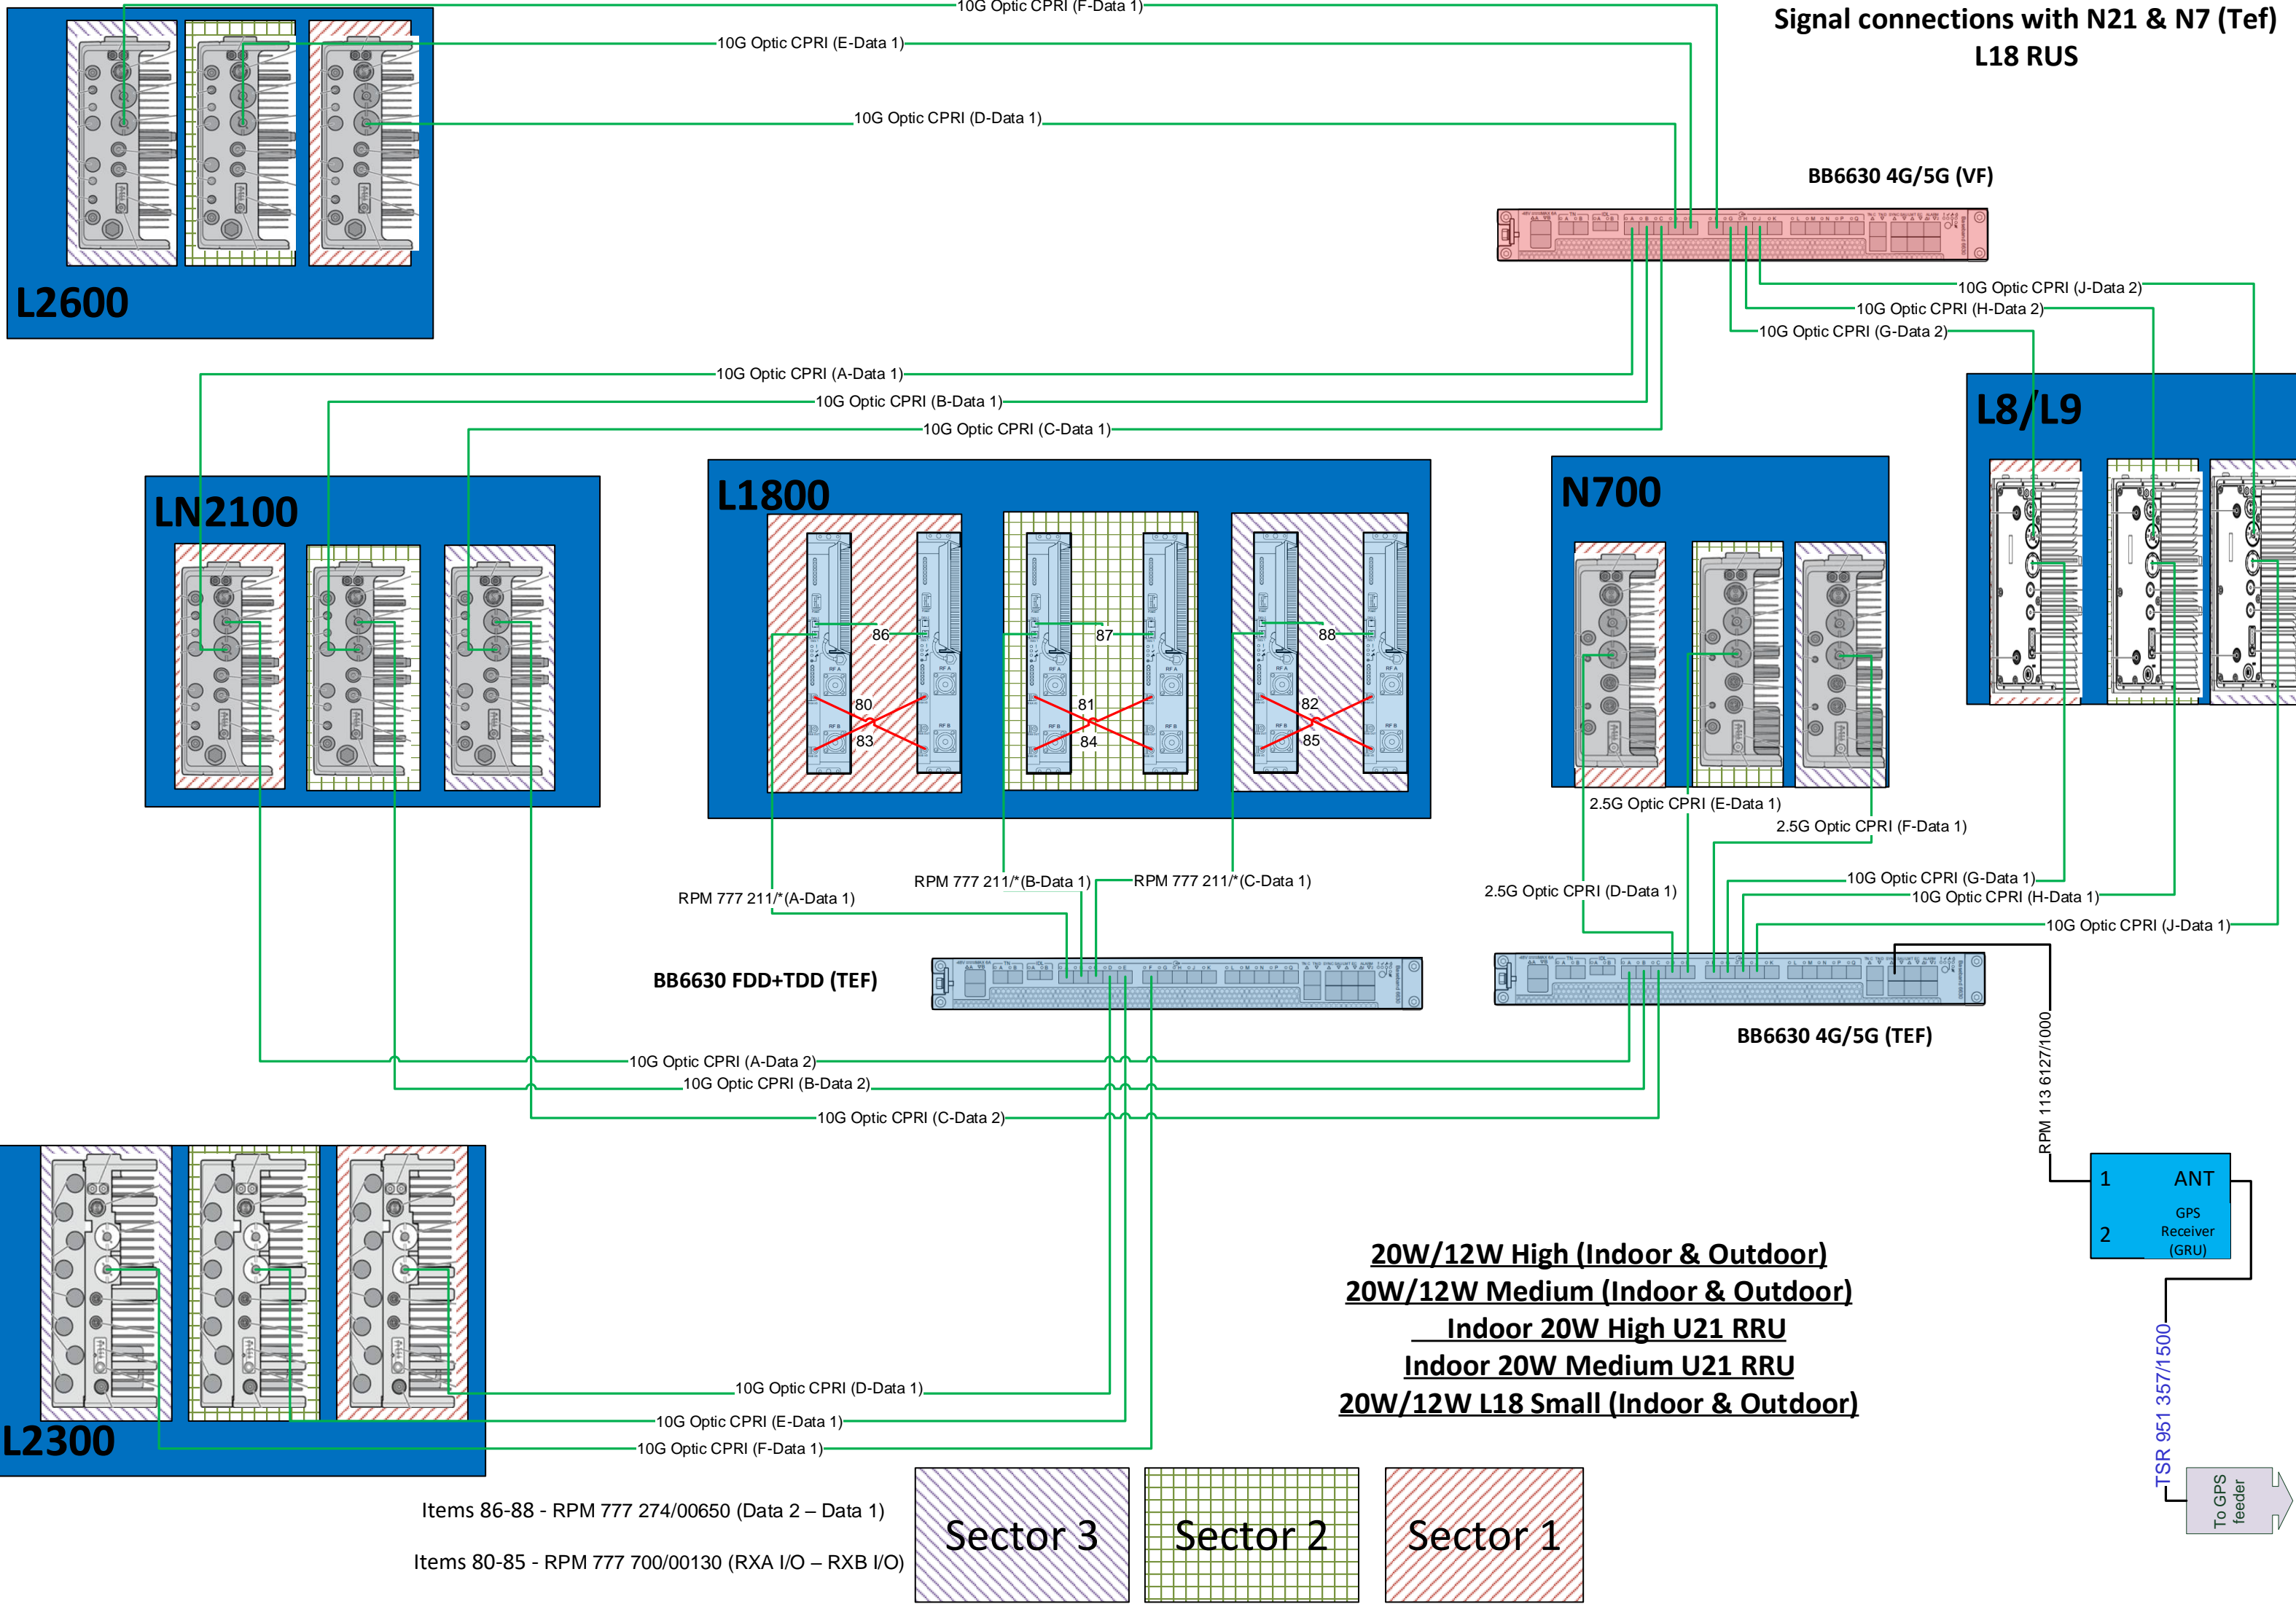 10G Optic CPRI (F-Data 1)
Signal connections with N21 & N7 (Tef)
L18 RUS
10G Optic CPRI (E-Data 1)
10G Optic CPRI (D-Data 1)
BB6630 4G/5G (VF)
L2600
10G Optic CPRI (J-Data 2)
10G Optic CPRI (H-Data 2)
10G Optic CPRI (G-Data 2)
10G Optic CPRI (A-Data 1)
10G Optic CPRI (B-Data 1)
10G Optic CPRI (C-Data 1)
L8/L9
LN2100
L1800
N700
86
87
88
RF A
RF A
RF A
RF A
RF A
RF A
80
81
82
RF B
RF B
RF B
RF B
RF B
RF B
83
84
85
2.5G Optic CPRI (E-Data 1)
2.5G Optic CPRI (F-Data 1)
RPM 777 211/*(A-Data 1)
RPM 777 211/*(B-Data 1)
RPM 777 211/*(C-Data 1)
2.5G Optic CPRI (D-Data 1)
10G Optic CPRI (G-Data 1)
10G Optic CPRI (H-Data 1)
10G Optic CPRI (J-Data 1)
BB6630 FDD+TDD (TEF)
BB6630 4G/5G (TEF)
10G Optic CPRI (A-Data 2)
10G Optic CPRI (B-Data 2)
10G Optic CPRI (C-Data 2)
RPM 113 6127/1000
1
ANT
2
GPS
Receiver
(GRU)
20W/12W High (Indoor & Outdoor)
20W/12W Medium (Indoor & Outdoor)
Indoor 20W High U21 RRU
Indoor 20W Medium U21 RRU
20W/12W L18 Small (Indoor & Outdoor)
10G Optic CPRI (D-Data 1)
10G Optic CPRI (E-Data 1)
10G Optic CPRI (F-Data 1)
L2300
TSR 951 357/1500
To GPS
feeder
Items 86-88 - RPM 777 274/00650 (Data 2 – Data 1)
Items 80-85 - RPM 777 700/00130 (RXA I/O – RXB I/O)
Sector 3
Sector 2
Sector 1